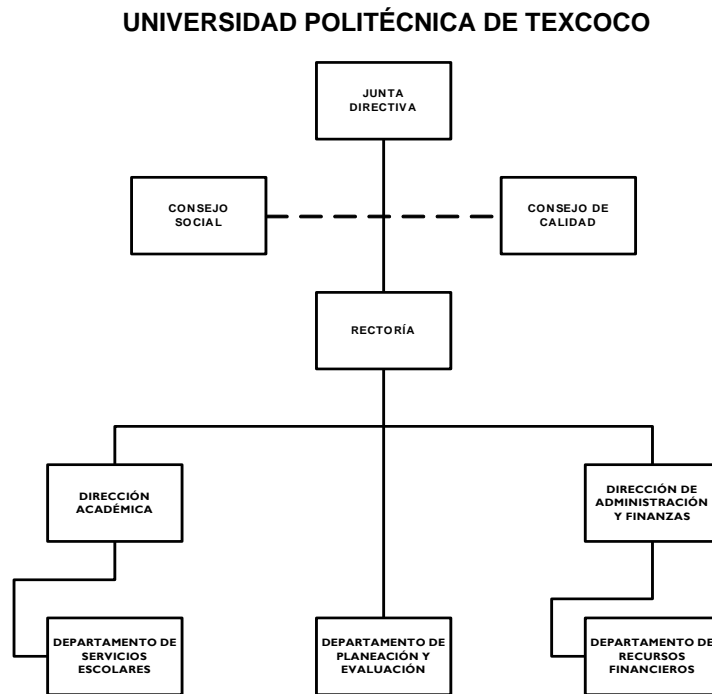 UNIVERSIDAD POLITÉCNICA DE TEXCOCO
JUNTA
DIRECTIVA
CONSEJO
SOCIAL
CONSEJO DE
CALIDAD
RECTORÍA
DIRECCIÓN
ACADÉMICA
DIRECCIÓN DE
ADMINISTRACIÓN
Y FINANZAS
DEPARTAMENTO DE
SERVICIOS
ESCOLARES
DEPARTAMENTO DE
PLANEACIÓN Y
EVALUACIÓN
DEPARTAMENTO DE
RECURSOS
FINANCIEROS